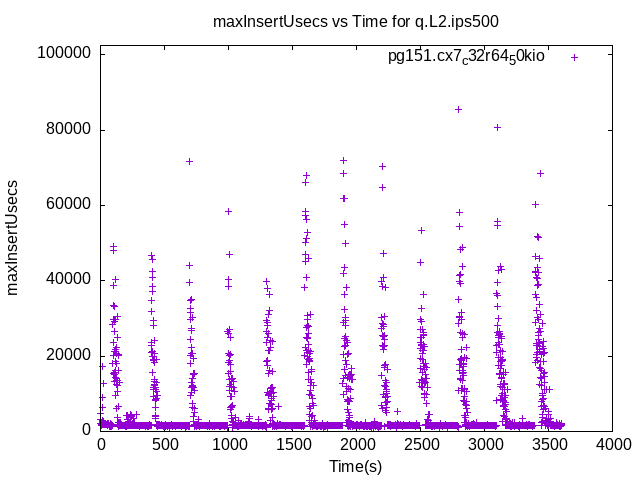 maxInsertUsecs vs Time for q.L2.ips500
pg151.cx7c32r6450kio
100000
80000
60000
40000
20000
0
maxInsertUsecs
0 500 1000 1500 2000 2500 3000 3500 4000
Time(s)